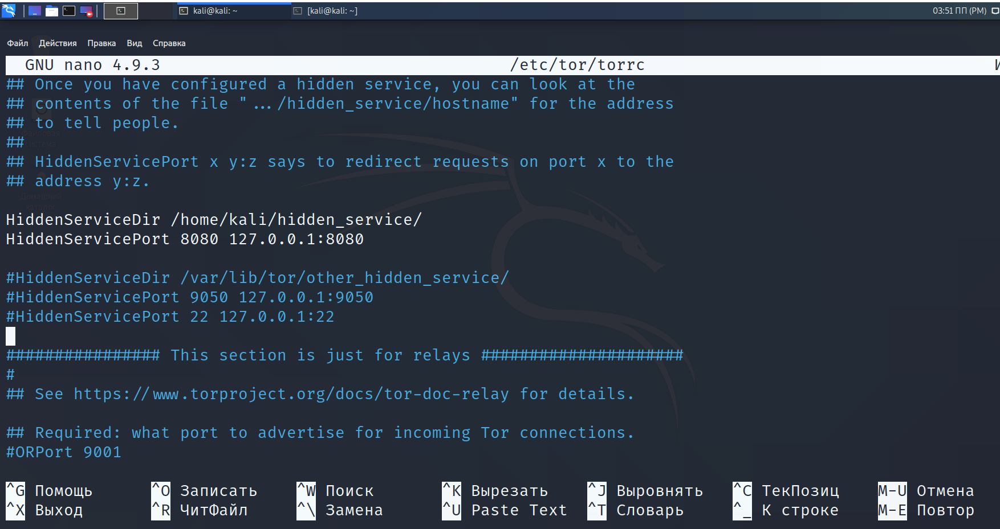 kali@kali: ~
[kali@kali: ~]
03:51 ПП (PM)
Файл Действия Правка Вид Справка
GNU nano 4.9.3 /etc/tor/torrc
## Once you have configured a hidden service, you can look at the
## contents of the file ".../hidden_service/hostname" for the address
## to tell people.
##
## HiddenServicePort x y:z says to redirect requests on port x to the
## address y:z.
HiddenServiceDir /home/kali/hidden_service/
HiddenServicePort 8080 127.0.0.1:8080
#HiddenServiceDir /var/lib/tor/other_hidden_service/
#HiddenServicePort 9050 127.0.0.1:9050
#HiddenServicePort 22 127.0.0.1:22
################ This section is just for relays #####################
#
## See https://www.torproject.org/docs/tor-doc-relay for details.
## Required: what port to advertise for incoming Tor connections.
#ORPort 9001
^G Помощь ^O Записать ^W Поиск ^K Вырезать ^J Выровнять ^C ТекПозиц M-U Отмена
^X Выход ^R ЧитФайл ^\ Замена ^U Paste Text ^T Словарь ^_ К строке M-E Повтор